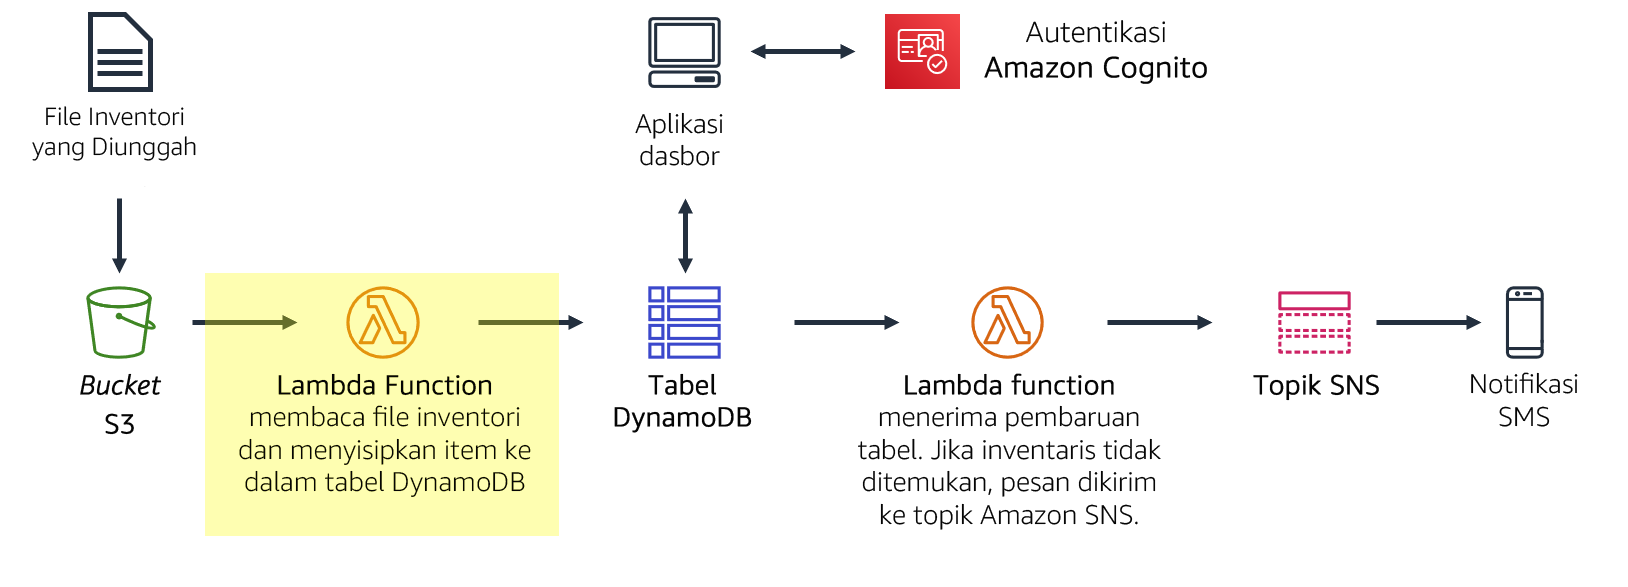 File Inventori
yang Diunggah
Aplikasi
dasbor
Autentikasi
Amazon Cognito
Bucket
S3
Lambda Function
membaca file inventori
dan menyisipkan item ke
dalam tabel DynamoDB
Tabel
DynamoDB
Lambda function
menerima pembaruan
tabel. Jika inventaris tidak
ditemukan, pesan dikirim
ke topik Amazon SNS.
Topik SNS
Notifikasi
SMS